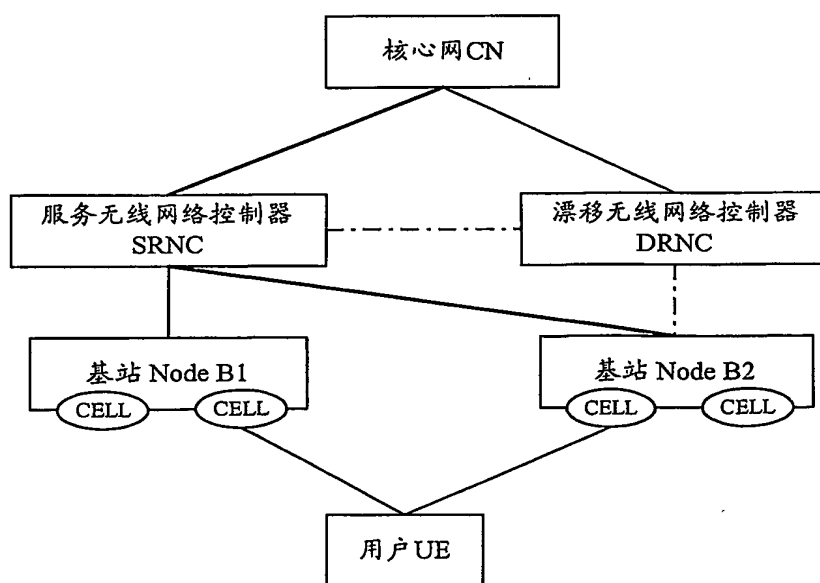 核心网CN
服务无线网络控制器
SRNC
漂移无线网络控制器
DRNC
基站 Node B1
CELL
CELL
基站 Node B2
CELL
CELL
用户UE